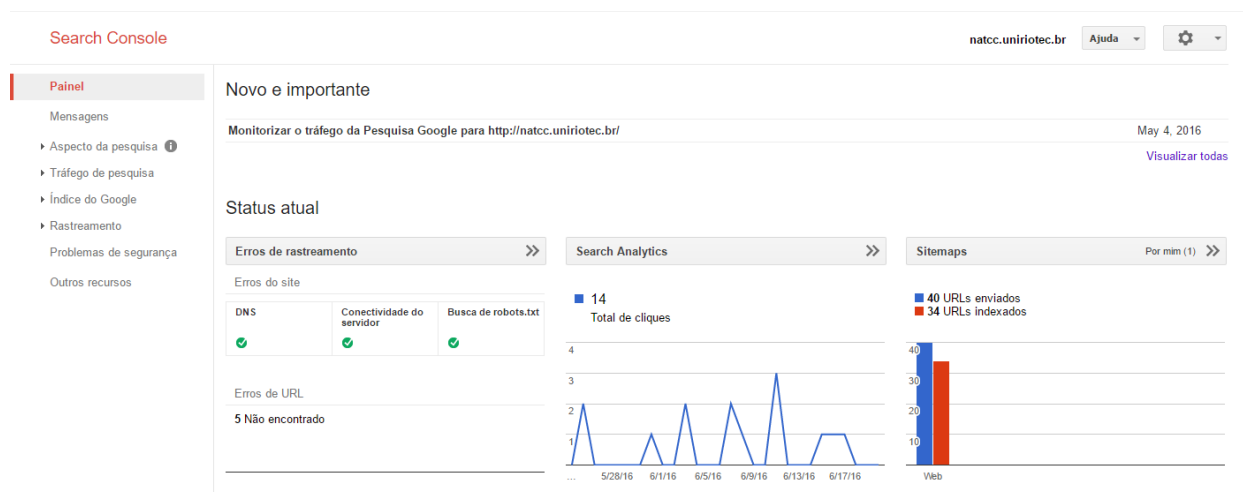 Search Console
natcc.uniriotec.br
Ajuda
Painel
Mensagens
Aspecto da pesquisa
Tráfego de pesquisa
Índice do Google
Rastreamento
Problemas de segurança
Outros recursos
Novo e importante
Monitorizar o tráfego da Pesquisa Google para http://natcc.uniriotec.br/ May 4, 2016
Visualizar todas
Status atual
Erros de rastreamento
Erros do site
DNS
Conectividade do
servidor
Busca de robots.txt
Erros de URL
5 Não encontrado
Search Analytics
14
Total de cliques
4
3
2
1
... 5/28/16 6/1/16 6/5/16 6/9/16 6/13/16 6/17/16
Sitemaps Por mim (1)
40 URLs enviados
34 URLs indexados
40
30
20
10
Web